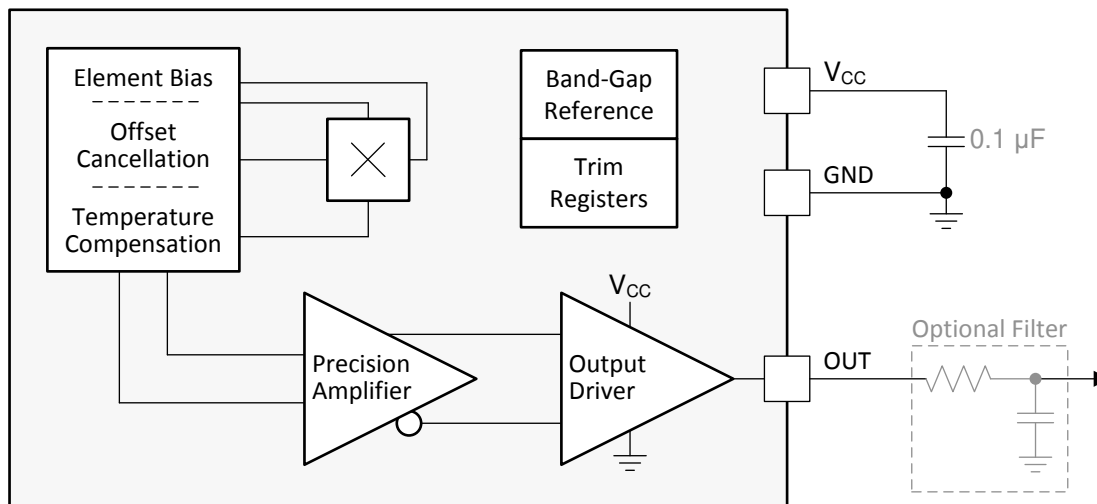 Element Bias
Offset
Cancellation
Temperature
Compensation
Band-Gap
Reference
Trim
Registers
VCC
0.1 µF
GND
VCC
Precision
Amplifier
Output
Driver
OUT
Optional Filter